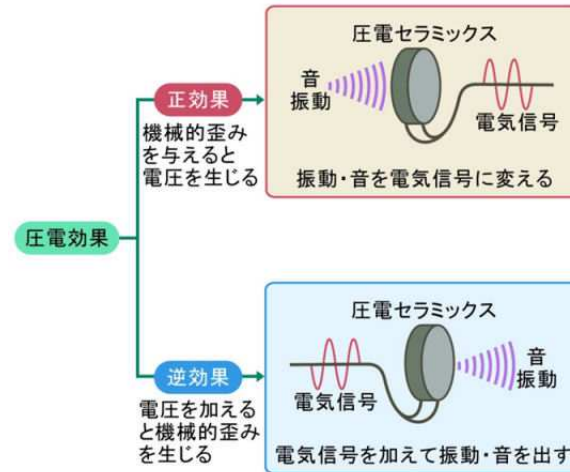 圧電効果
正効果
機械的歪み
を与えると
電圧を生じる
圧電セラミックス
音
振動
電気信号
振動・音を電気信号に変える
逆効果
電圧を加える
と機械的歪み
を生じる
圧電セラミックス
電気信号
音
振動
電気信号を加えて振動・音を出す